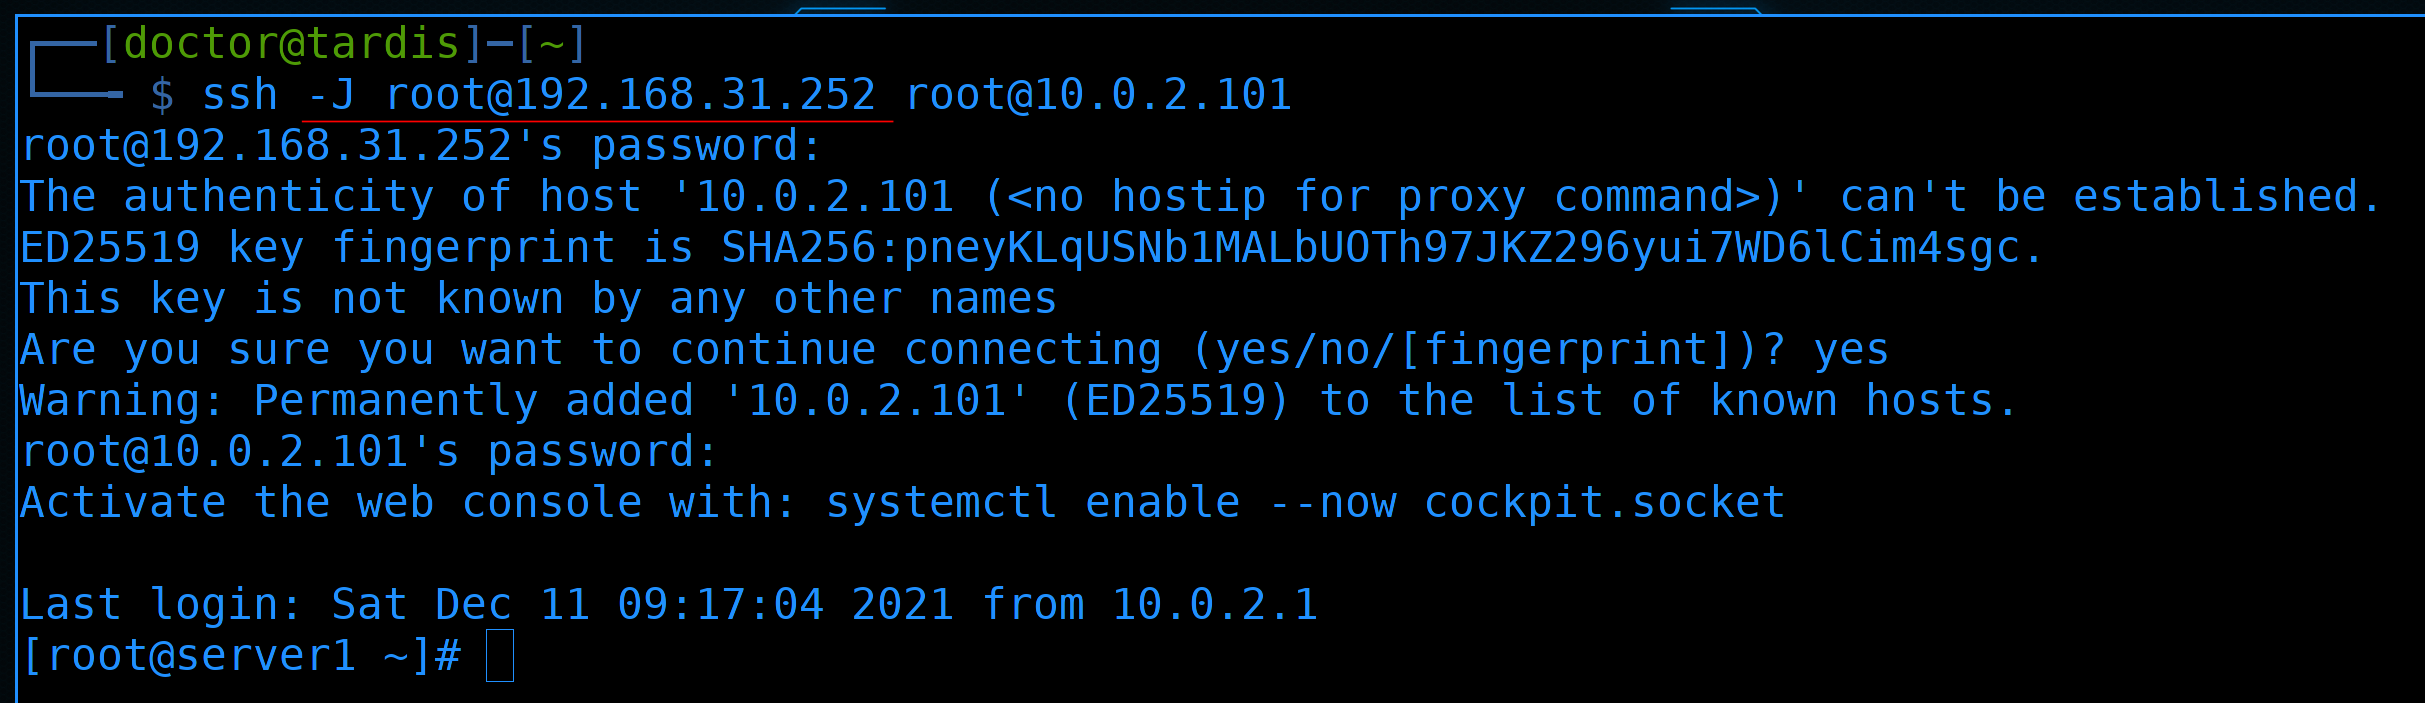 [doctor@tardis]─[~]
$ ssh -J root@192.168.31.252 root@10.0.2.101
root@192.168.31.252's password:
The authenticity of host '10.0.2.101 (<no hostip for proxy command>)' can't be established.
ED25519 key fingerprint is SHA256:pneyKLqUSNb1MALbUOTh97JKZ296yui7WD6lCim4sgc.
This key is not known by any other names
Are you sure you want to continue connecting (yes/no/[fingerprint])? yes
Warning: Permanently added '10.0.2.101' (ED25519) to the list of known hosts.
root@10.0.2.101's password:
Activate the web console with: systemctl enable --now cockpit.socket
Last login: Sat Dec 11 09:17:04 2021 from 10.0.2.1
[root@server1 ~]#